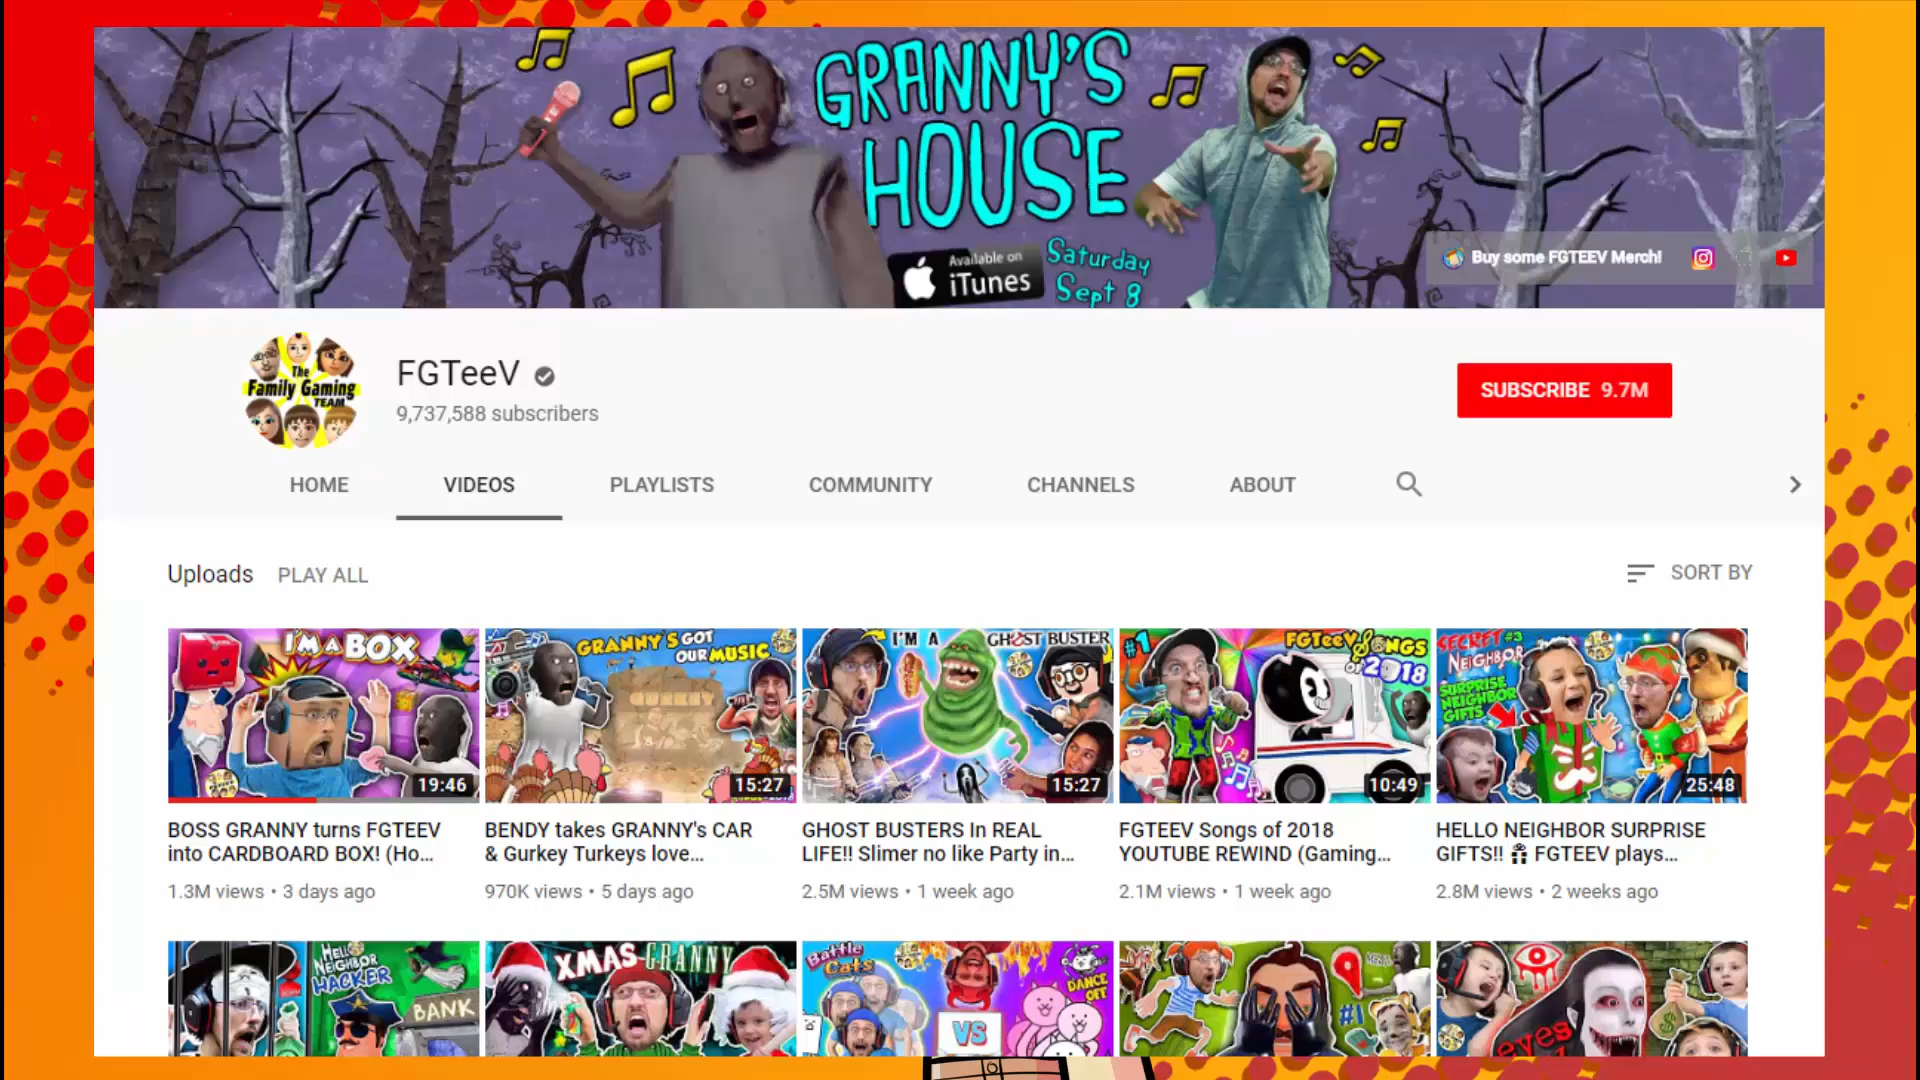 GRANNY'S
HOUSE
Available on
iTunes
Saturday
Sept 8
Buy some FGTEEV Merch!
The
Family Gaming
TEAM
FGTeeV
9,737,588 subscribers
SUBSCRIBE 9.7M
HOME VIDEOS PLAYLISTS COMMUNITY CHANNELS ABOUT
Uploads PLAY ALL SORT BY
I'M A BOX
19:46
GRANNY'S GOT
OUR MUSIC
15:27
I'M A GHOST BUSTER
15:27
#1
FGTeeV SONGS
OF 2018
10:49
SECRET #3
NEIGHBOR
SURPRISE
NEIGHBOR
GIFTS
25:48
BOSS GRANNY turns FGTEEV
into CARDBOARD BOX! (Ho...
1.3M views • 3 days ago
BENDY takes GRANNY's CAR
& Gurkey Turkeys love...
970K views • 5 days ago
GHOST BUSTERS In REAL
LIFE!! Slimer no like Party in...
2.5M views • 1 week ago
FGTEEV Songs of 2018
YOUTUBE REWIND (Gaming...
2.1M views • 1 week ago
HELLO NEIGHBOR SURPRISE
GIFTS!! FGTEEV plays...
2.8M views • 2 weeks ago
HELLO
NEIGHBOR
HACKER
BANK
XMAS GRANNY
Battle
Cats
VS
DANCE
OFF
#1
eyes